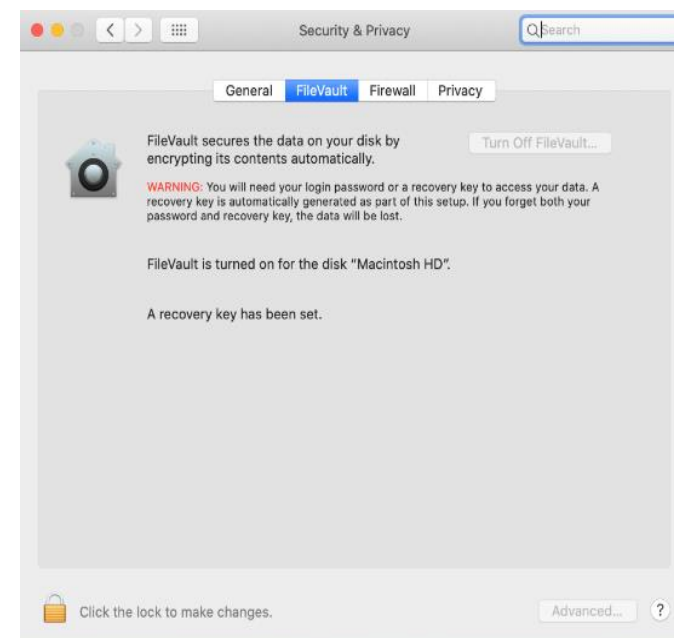 Security & Privacy
Search
General FileVault Firewall Privacy
FileVault secures the data on your disk by
encrypting its contents automatically.
Turn Off FileVault...
WARNING: You will need your login password or a recovery key to access your data. A
recovery key is automatically generated as part of this setup. If you forget both your
password and recovery key, the data will be lost.
FileVault is turned on for the disk “Macintosh HD”.
A recovery key has been set.
Click the lock to make changes.
Advanced...
?